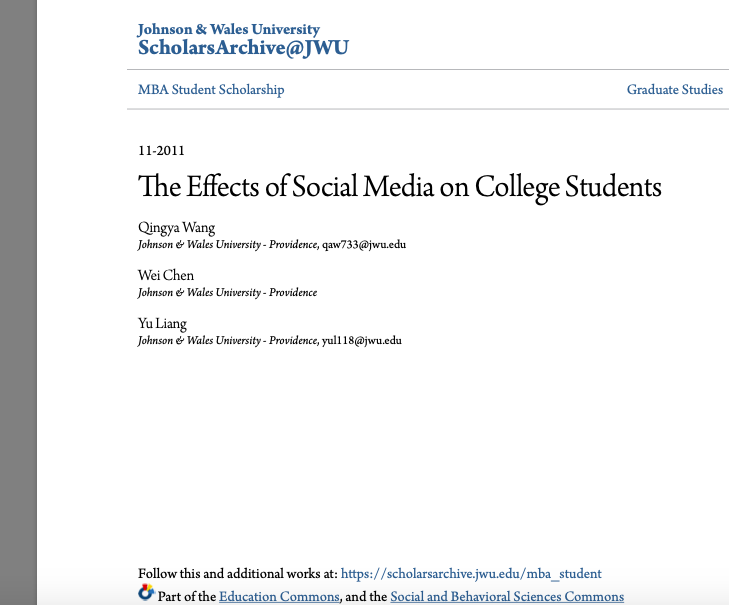 Johnson & Wales University
ScholarsArchive@JWU
MBA Student Scholarship
Graduate Studies
11-2011
The Effects of Social Media on College Students
Qingya Wang
Johnson & Wales University - Providence, qaw733@jwu.edu
Wei Chen
Johnson & Wales University - Providence
Yu Liang
Johnson & Wales University - Providence, yul118@jwu.edu
Follow this and additional works at: https://scholarsarchive.jwu.edu/mba_student
Part of the Education Commons, and the Social and Behavioral Sciences Commons